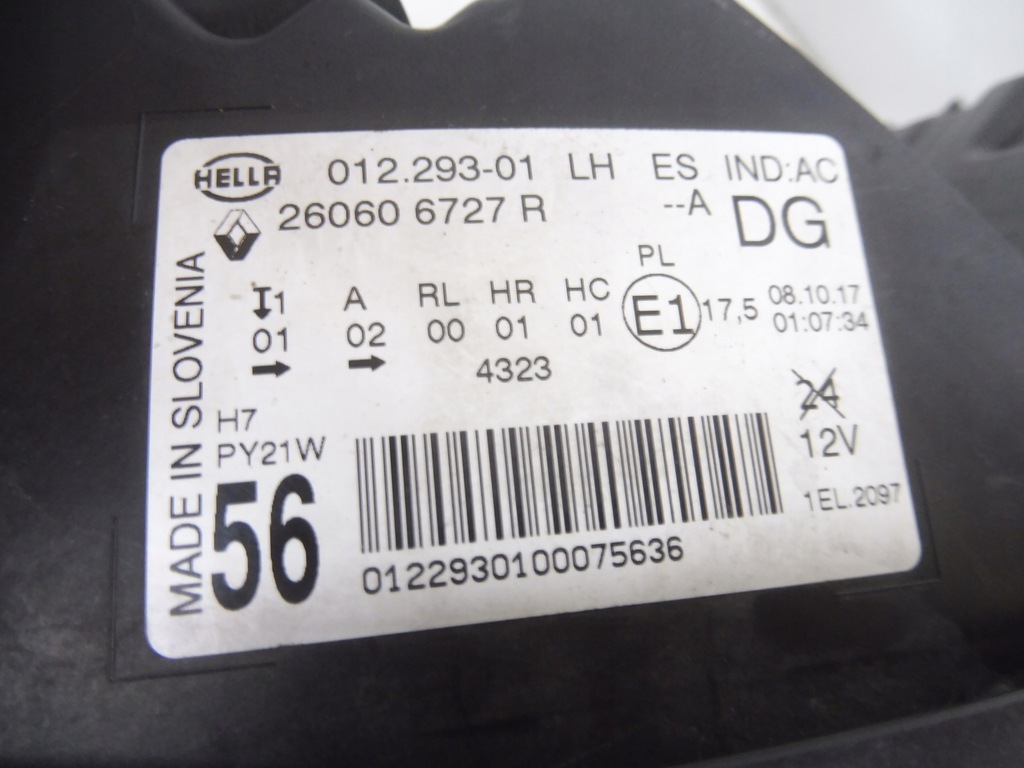 HELLA 012.293-01 LH ES IND:AC
26060 6727 R --A DG
PL
1 A RL HR HC E1 17,5 08.10.17
01 02 00 01 01 01:07:34
4323
24
H7
PY21W 12V
56
1EL.2097
0122930100075636
MADE IN SLOVENIA